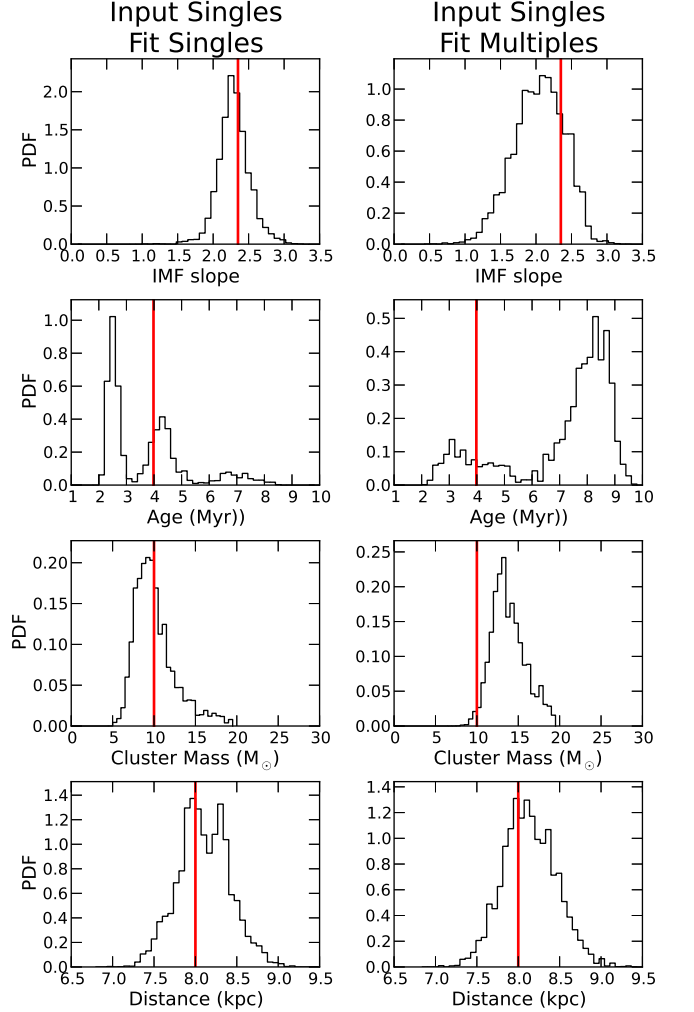 Input Singles
Fit Singles
Input Singles
Fit Multiples
PDF
2.0
1.5
1.0
0.5
0.0
0.0 0.5 1.0 1.5 2.0 2.5 3.0 3.5
IMF slope
1.0
0.8
0.6
0.4
0.2
0.0
0.0 0.5 1.0 1.5 2.0 2.5 3.0 3.5
IMF slope
PDF
1.0
0.8
0.6
0.4
0.2
0.0
1 2 3 4 5 6 7 8 9 10
Age (Myr))
0.5
0.4
0.3
0.2
0.1
0.0
1 2 3 4 5 6 7 8 9 10
Age (Myr))
PDF
0.20
0.15
0.10
0.05
0.00
0 5 10 15 20 25 30
Cluster Mass (M☉)
0.25
0.20
0.15
0.10
0.05
0.00
0 5 10 15 20 25 30
Cluster Mass (M☉)
PDF
1.4
1.2
1.0
0.8
0.6
0.4
0.2
0.0
6.5 7.0 7.5 8.0 8.5 9.0 9.5
Distance (kpc)
1.4
1.2
1.0
0.8
0.6
0.4
0.2
0.0
6.5 7.0 7.5 8.0 8.5 9.0 9.5
Distance (kpc)